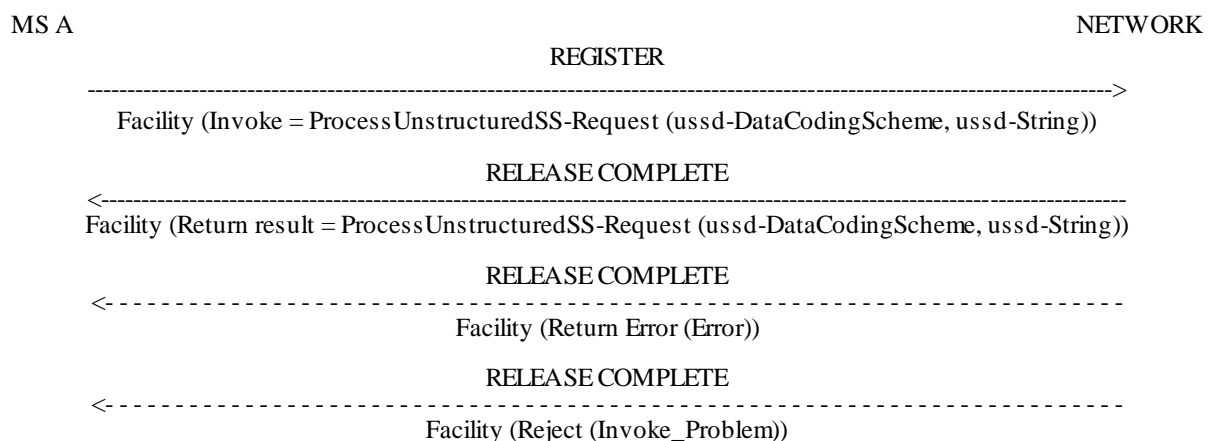 MS A NETWORK
REGISTER
Facility (Invoke = ProcessUnstructuredSS-Request (ussd-DataCodingScheme, ussd-String))
RELEASE COMPLETE
Facility (Return result = ProcessUnstructuredSS-Request (ussd-DataCodingScheme, ussd-String))
RELEASE COMPLETE
Facility (Return Error (Error))
RELEASE COMPLETE
Facility (Reject (Invoke_Problem))